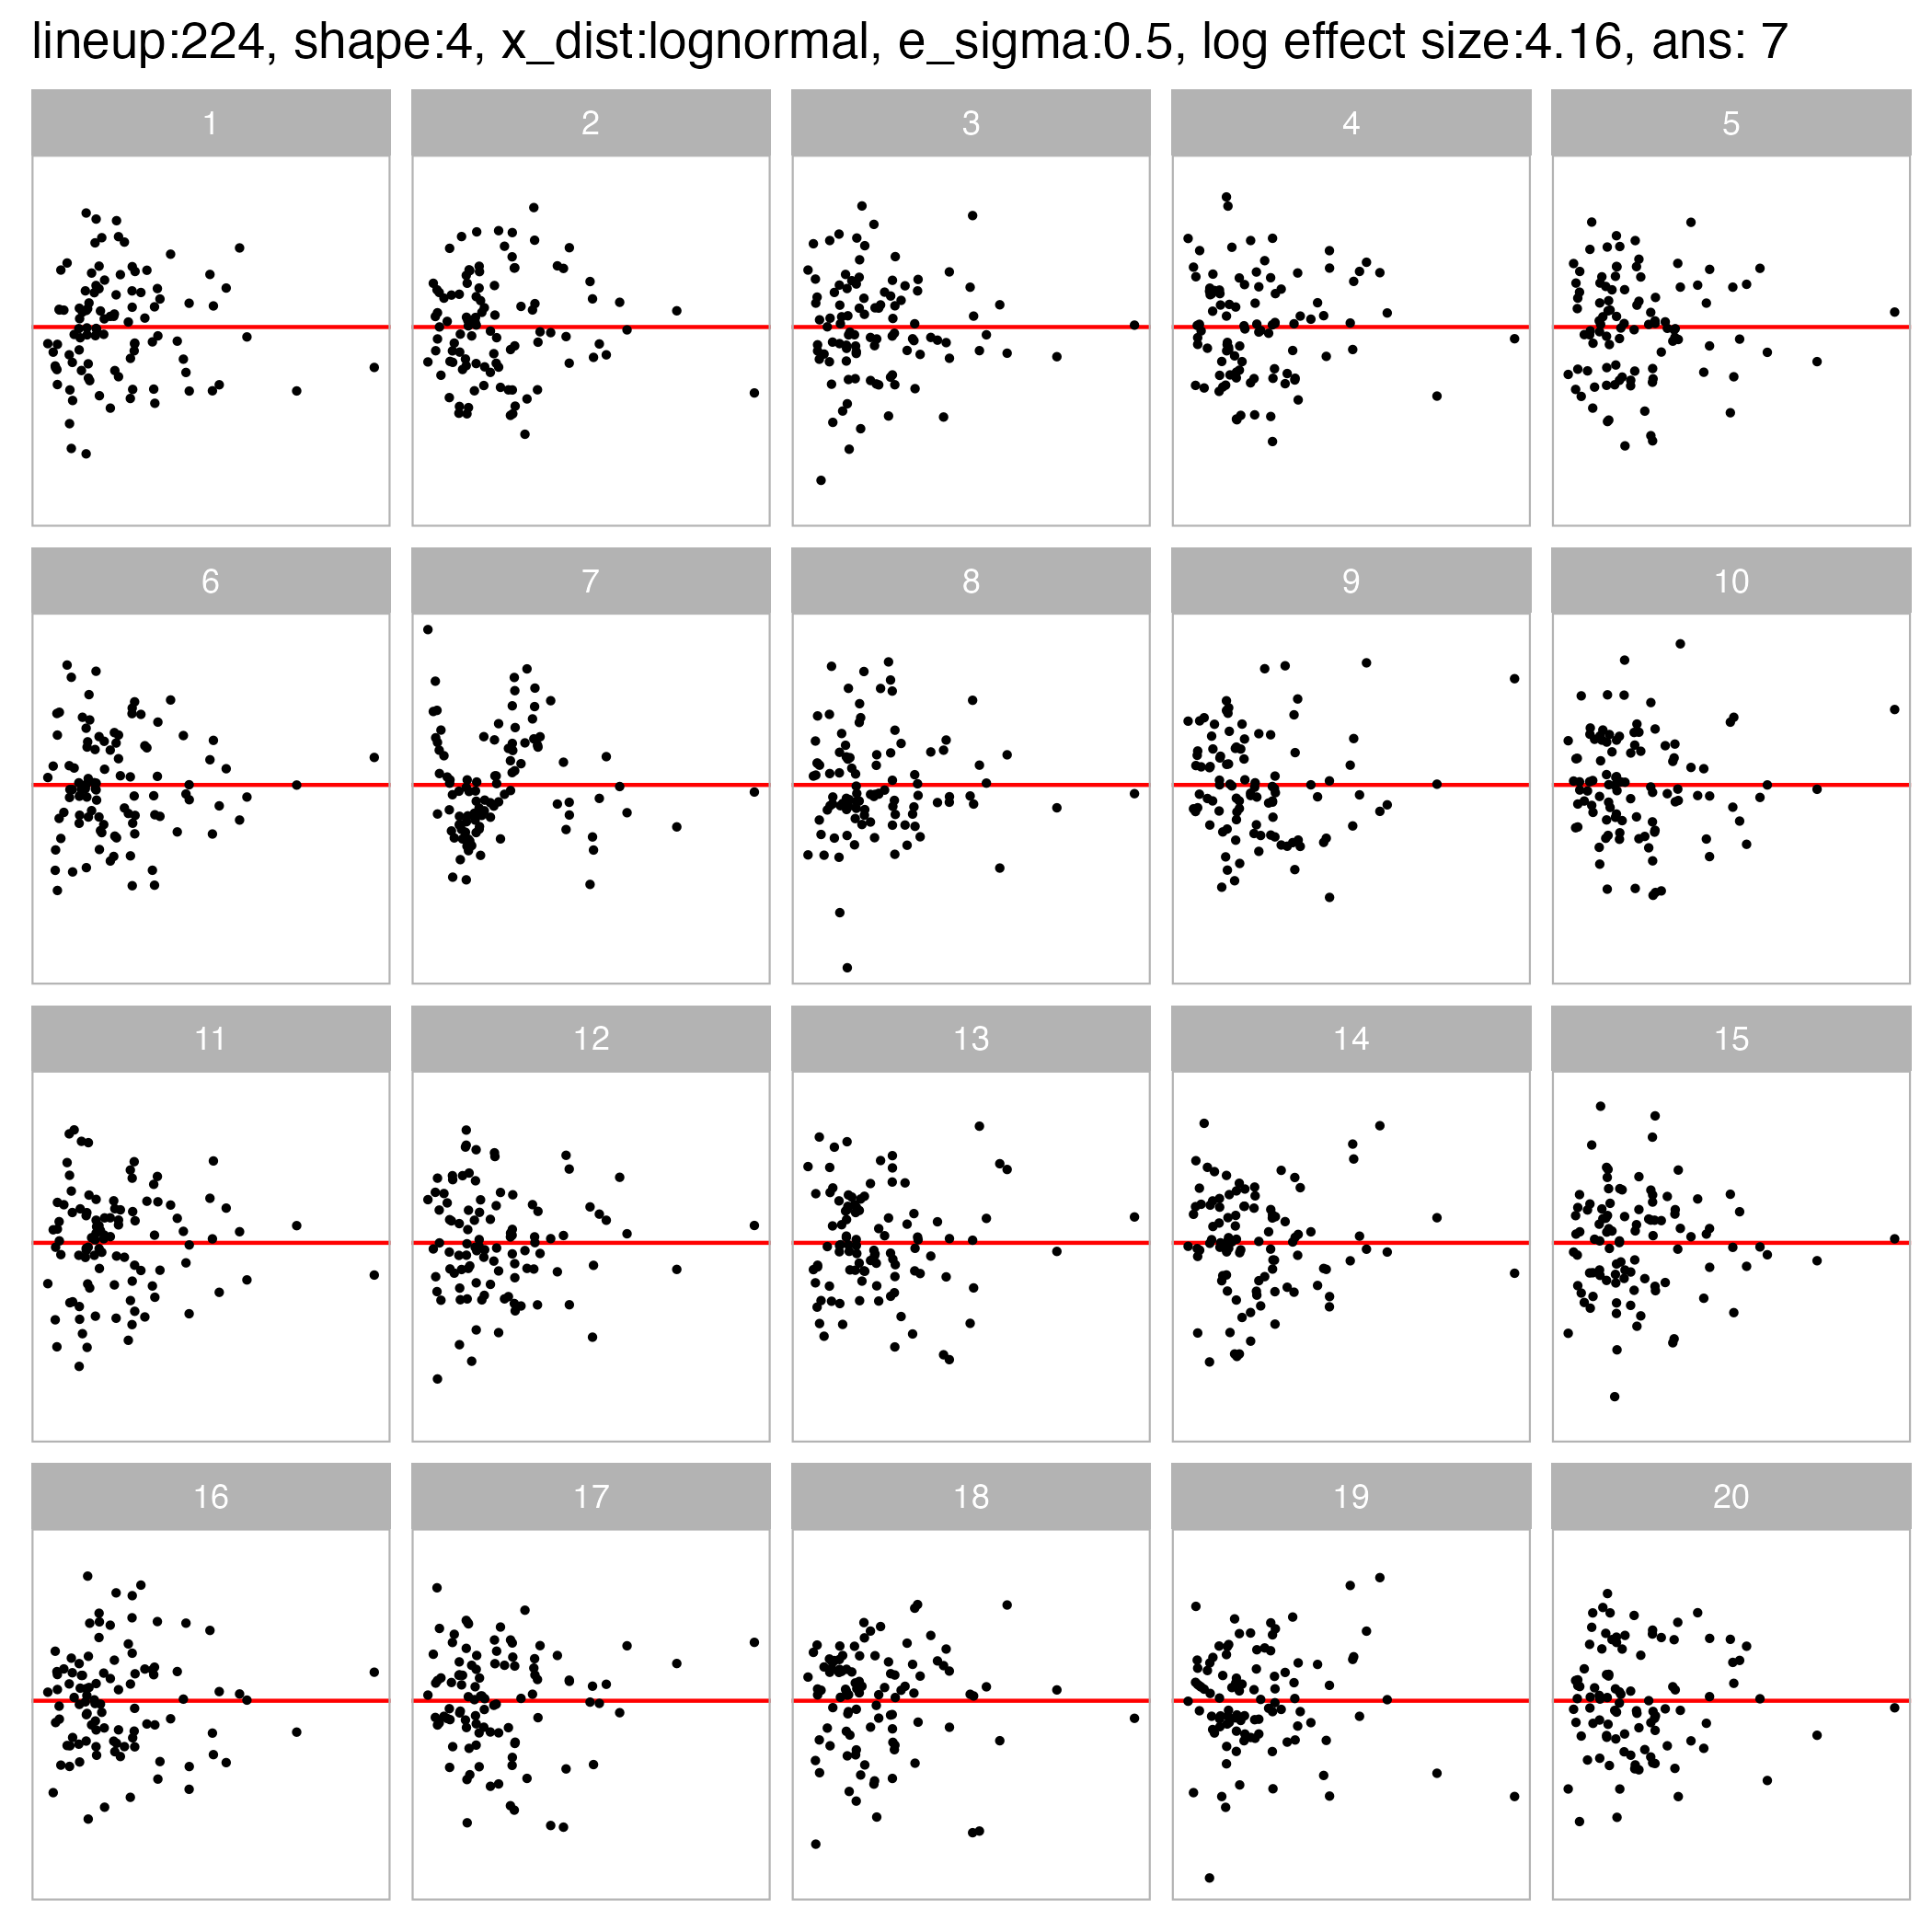 lineup:224, shape:4, x_dist:lognormal, e_sigma:0.5, log effect size:4.16, ans: 7
1 2 3 4 5
6 7 8 9 10
11 12 13 14 15
16 17 18 19 20